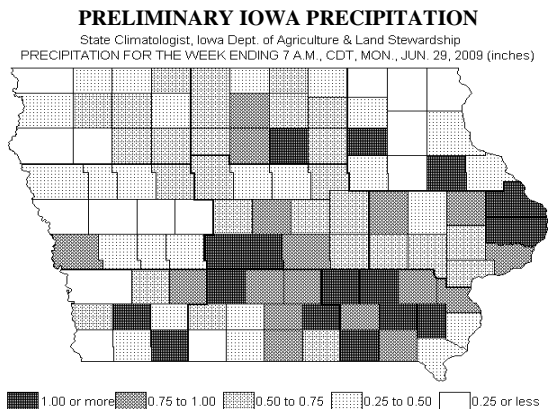 PRELIMINARY IOWA PRECIPITATION
State Climatologist, Iowa Dept. of Agriculture & Land Stewardship
PRECIPITATION FOR THE WEEK ENDING 7 A.M., CDT, MON., JUN. 29, 2009 (inches)
1.00 or more 0.75 to 1.00 0.50 to 0.75 0.25 to 0.50 0.25 or less